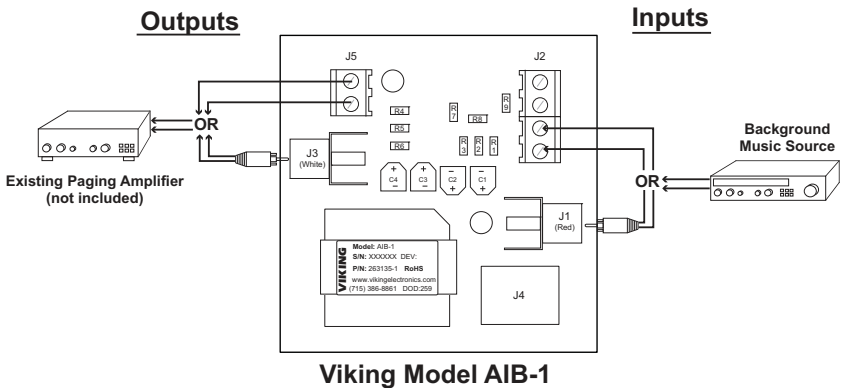 Outputs
Inputs
J5
J2
R4
R5
R6
R7
R8
R9
R3
R2
R1
OR
J3
(White)
Existing Paging Amplifier
(not included)
+
C4
−
+
C3
−
−
C2
+
−
C1
+
Background
Music Source
OR
J1
(Red)
VIKING
Model: AIB-1
S/N: XXXXXX DEV:
P/N: 263135-1 RoHS
www.vikingelectronics.com
(715) 386-8861 DOD:259
J4
Viking Model AIB-1